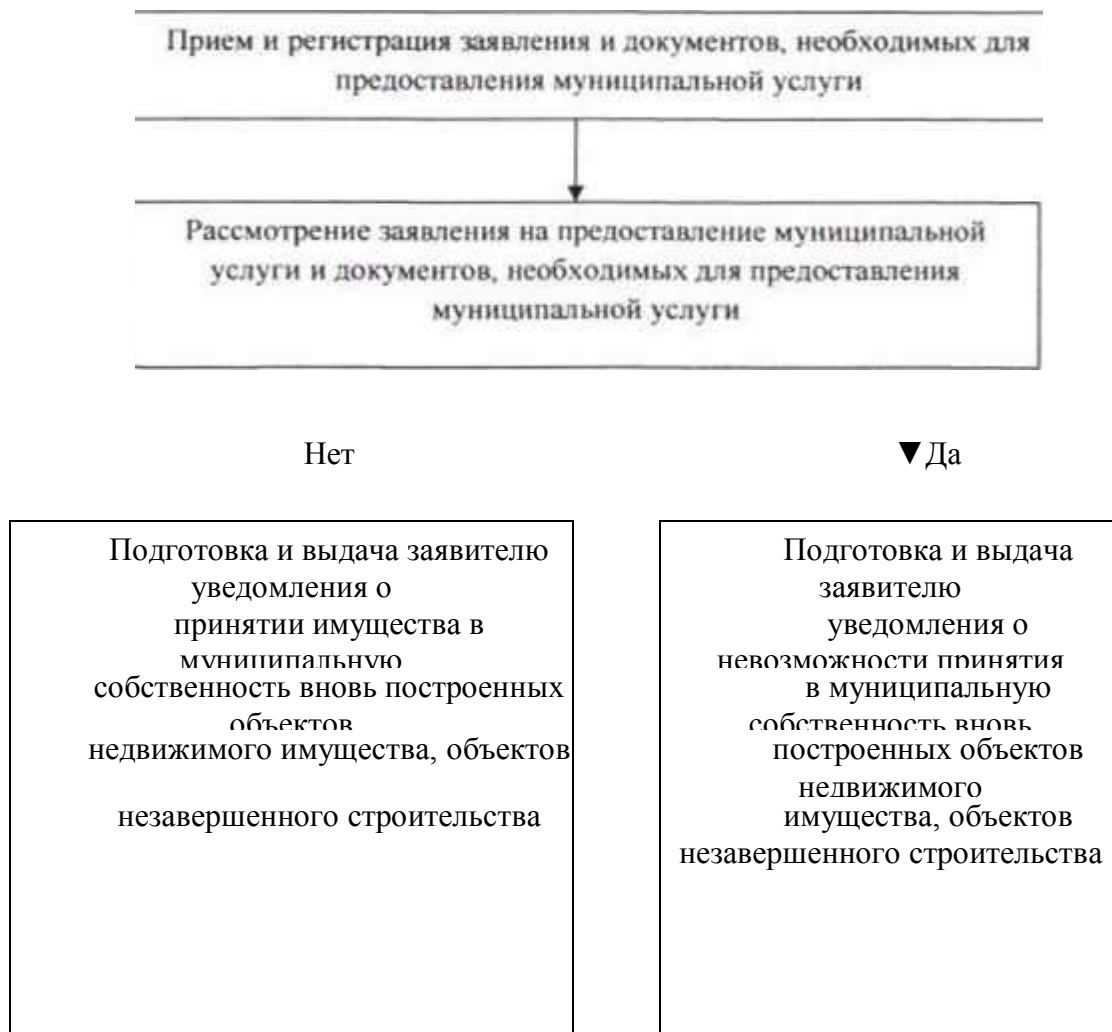 Прием и регистрация заявления и документов, необходимых для
предоставления муниципальной услуги
Рассмотрение заявления на предоставление муниципальной
услуги и документов, необходимых для предоставления
муниципальной услуги
Нет
▼Да
Подготовка и выдача заявителю
уведомления о
принятии имущества в
муниципальную
собственность вновь построенных
объектов
недвижимого имущества, объектов
незавершенного строительства
Подготовка и выдача
заявителю
уведомления о
невозможности принятия
в муниципальную
собственность вновь
построенных объектов
недвижимого
имущества, объектов
незавершенного строительства